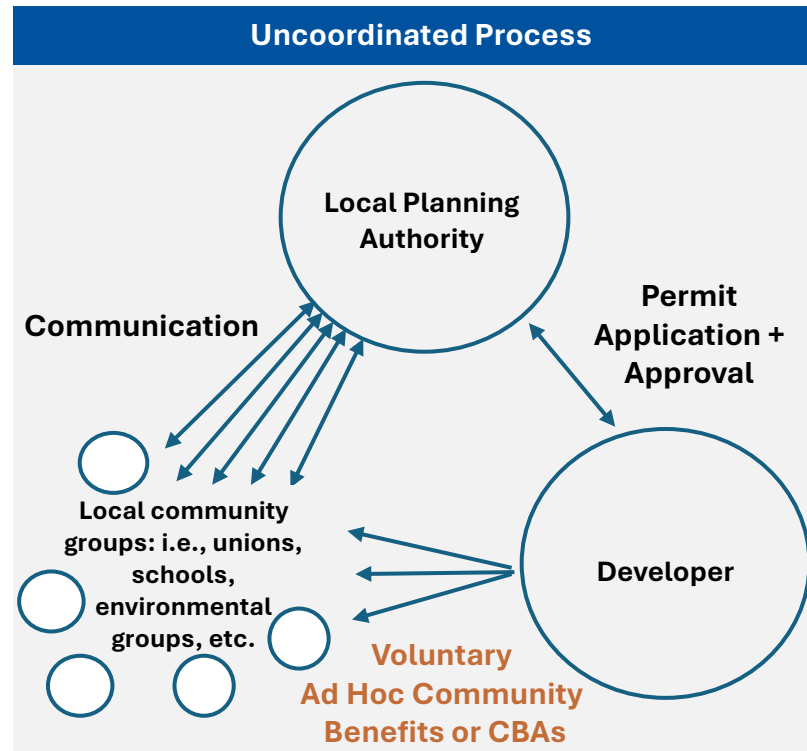 Uncoordinated Process
Local Planning
Authority
Communication
Permit
Application +
Approval
Local community
groups: i.e., unions,
schools,
environmental
groups, etc.
Developer
Voluntary
Ad Hoc Community
Benefits or CBAs